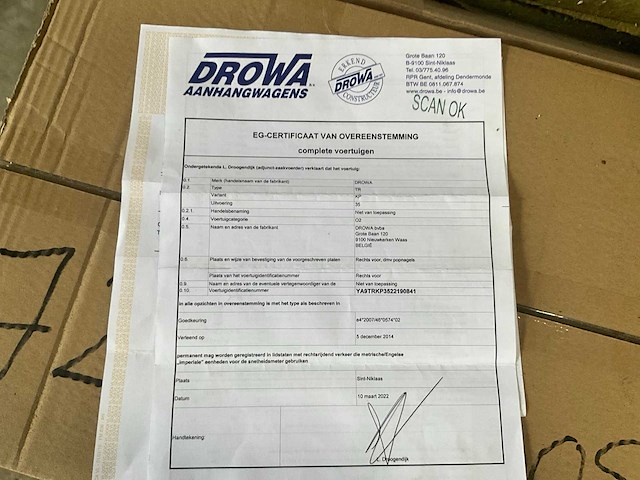 DROWA
AANHANGWAGENS
ERKEND
DROWA
CONSTRUCTEUR
Grote Baan 120
B-9100 Sint-Niklaas
Tel. 03/775.40.96
RPR Gent, afdeling Dendermonde
BTW BE 0811.067.874
www.drowa.be - info@drowa.be
SCAN OK
EG-CERTIFICAAT VAN OVEREENSTEMMING
complete voertuigen
Ondergetekende L. Droogendijk (adjunct-zaakvoerder) verklaart dat het voertuig:
0.1. Merk (handelsnaam van de fabrikant) DROWA
0.2. Type TR
Variant KP
Uitvoering 35
0.2.1. Handelsbenaming Niet van toepassing
0.4. Voertuigcategorie O2
0.5. Naam en adres van de fabrikant DROWA bvba
Grote Baan 120
9100 Nieuwkerken Waas
BELGIË
0.8. Plaats en wijze van bevestiging van de voorgeschreven platen Rechts voor, dmv popnagels
Plaats van het voertuigidentificatienummer Rechts voor
0.9. Naam en adres van de eventuele vertegenwoordiger van de Niet van toepassing
0.10. Voertuigidentificatienummer YA9TRKP3522190841
in alle opzichten in overeenstemming is met het type als beschreven in
Goedkeuring e4*2007/46*0574*02
Verleend op 5 december 2014
permanent mag worden geregistreerd in lidstaten met rechtsrijdend verkeer die metrische/Engelse
„Imperiale" eenheden voor de snelheidsmeter gebruiken
Plaats Sint-Niklaas
Datum 10 maart 2022
Handtekening:
L. Droogendijk
72